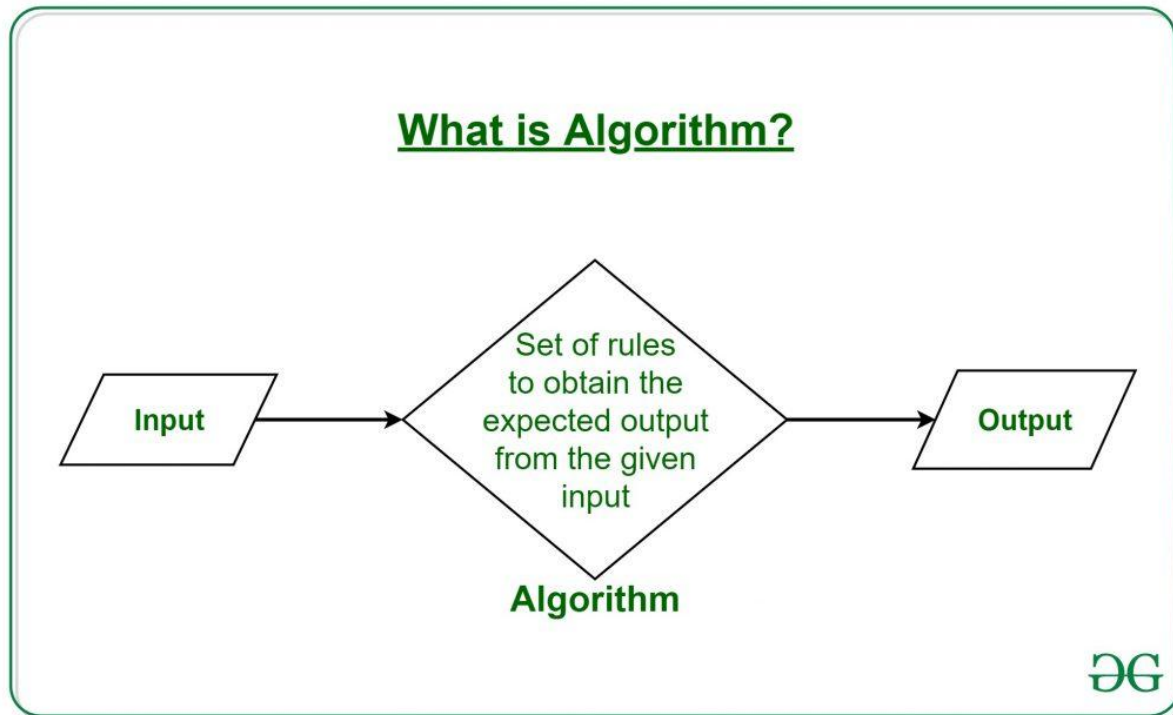 What is Algorithm?
Input
Set of rules
to obtain the
expected output
from the given
input
Output
Algorithm
GG